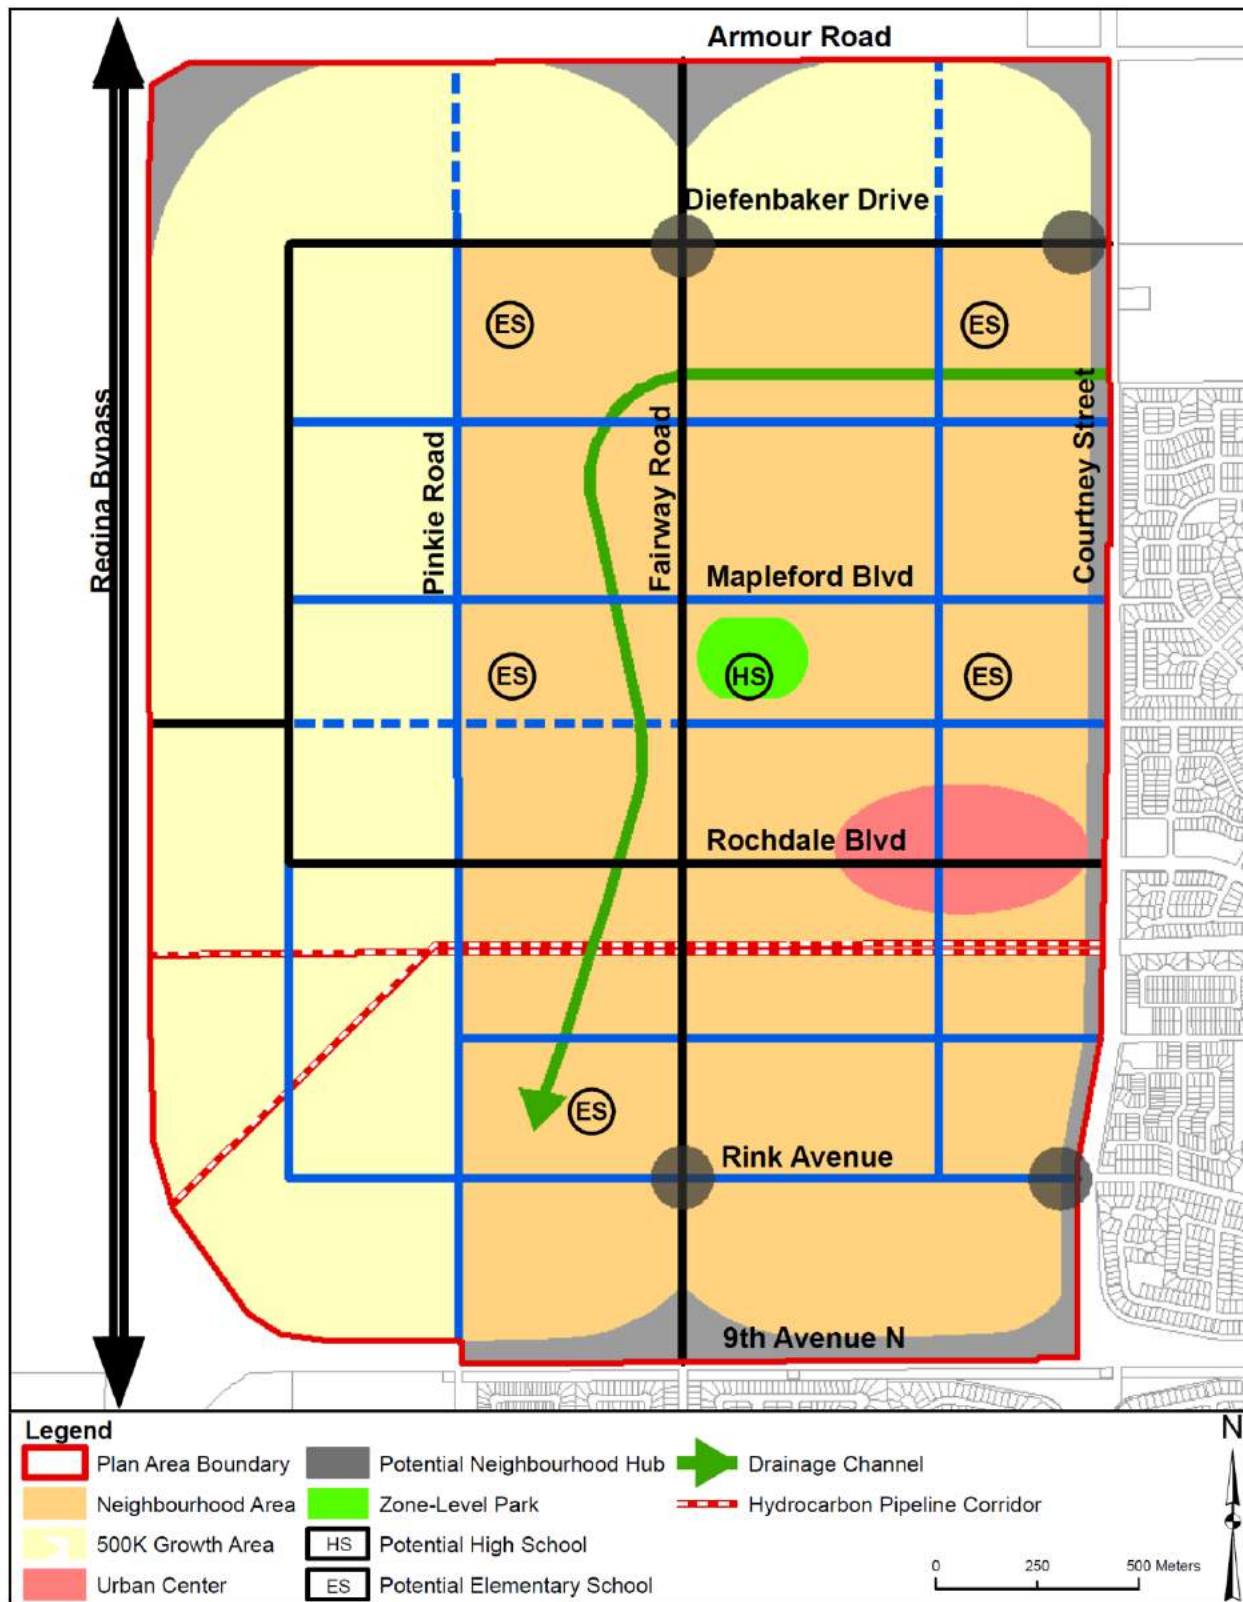 Armour Road
Diefenbaker Drive
ES
ES
Regina Bypass
Pinkie Road
Fairway Road
Courtney Street
Mapleford Blvd
ES
HS
ES
Rochdale Blvd
ES
Rink Avenue
9th Avenue N
Legend
Plan Area Boundary
Potential Neighbourhood Hub
Drainage Channel
Neighbourhood Area
Zone-Level Park
Hydrocarbon Pipeline Corridor
500K Growth Area
HS Potential High School
Urban Center
ES Potential Elementary School
N
0 250 500 Meters